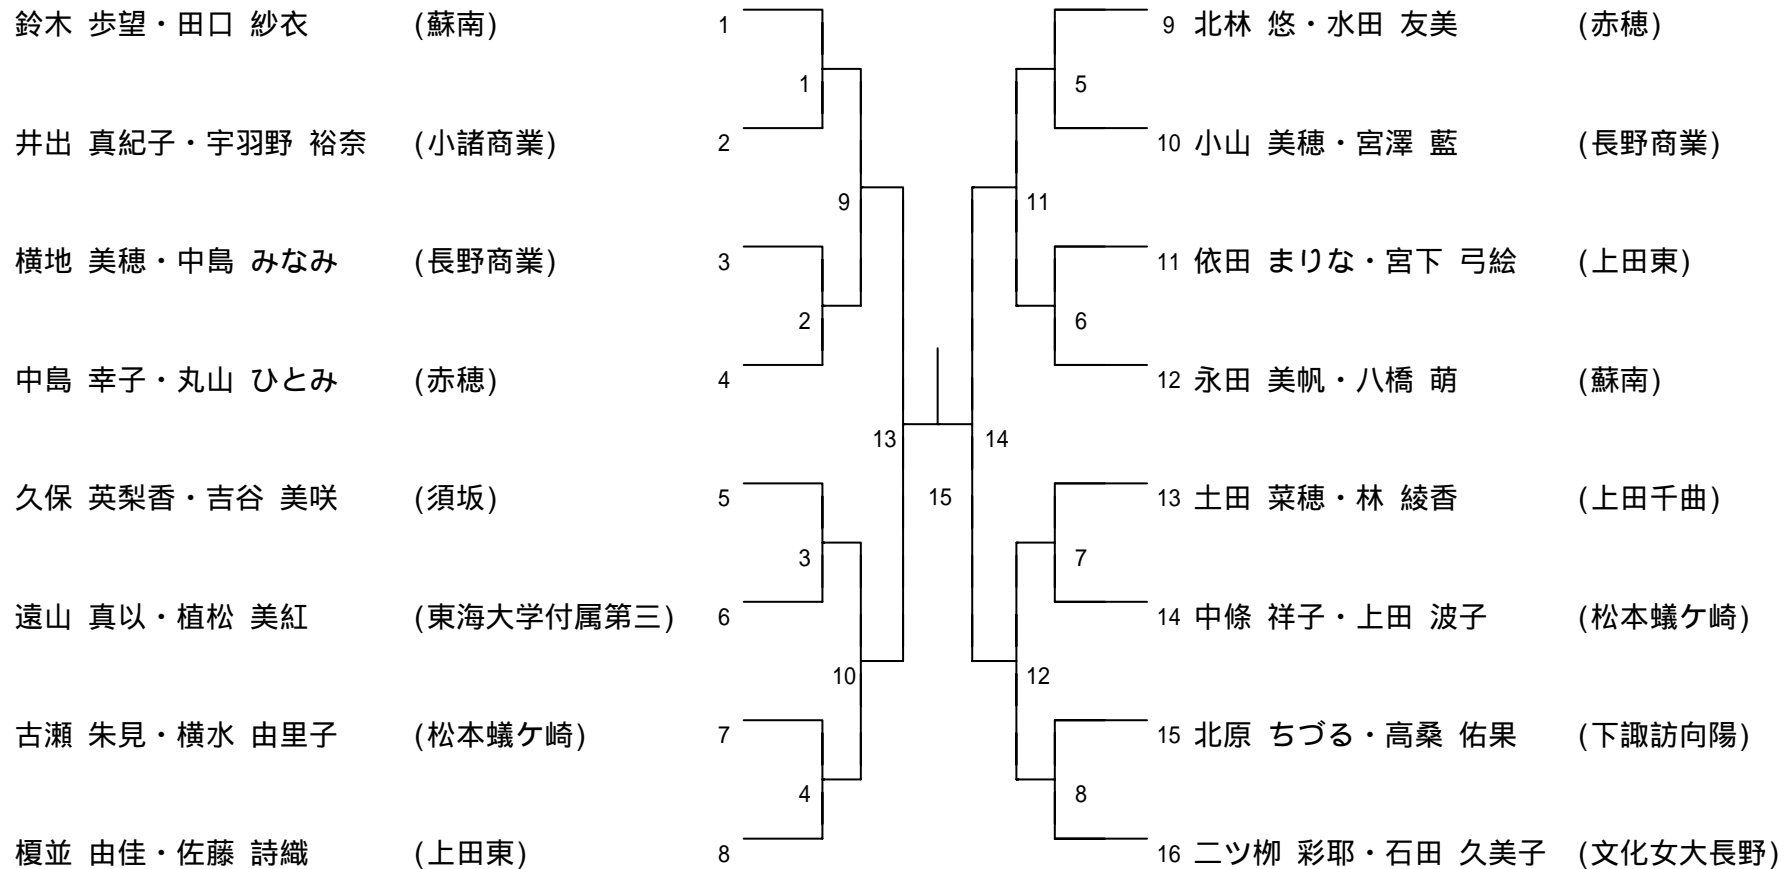 鈴木 歩望・田口 紗衣 (蘇南) 1
9 北林 悠・水田 友美 (赤穂)
1
5
井出 真紀子・宇羽野 裕奈 (小諸商業) 2
10 小山 美穂・宮澤 藍 (長野商業)
9
11
横地 美穂・中島 みなみ (長野商業) 3
11 依田 まりな・宮下 弓絵 (上田東)
2
6
中島 幸子・丸山 ひとみ (赤穂) 4
12 永田 美帆・八橋 萌 (蘇南)
13
14
久保 英梨香・吉谷 美咲 (須坂) 5
15
13 土田 菜穂・林 綾香 (上田千曲)
3
7
遠山 真以・植松 美紅 (東海大学付属第三) 6
14 中條 祥子・上田 波子 (松本蟻ケ崎)
10
12
古瀬 朱見・横水 由里子 (松本蟻ケ崎) 7
15 北原 ちづる・高桑 佑果 (下諏訪向陽)
4
8
榎並 由佳・佐藤 詩織 (上田東) 8
16 二ツ栁 彩耶・石田 久美子 (文化女大長野)